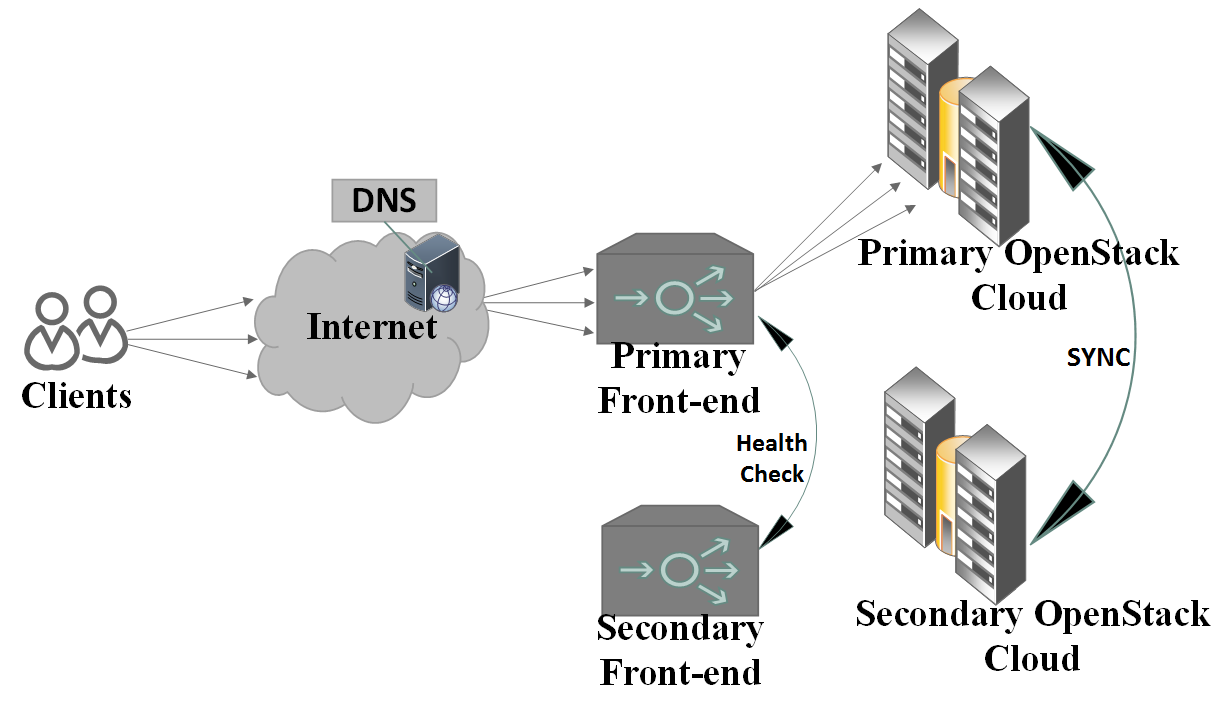 DNS
Internet
Clients
Primary
Front-end
Health
Check
Secondary
Front-end
Primary OpenStack
Cloud
SYNC
Secondary OpenStack
Cloud